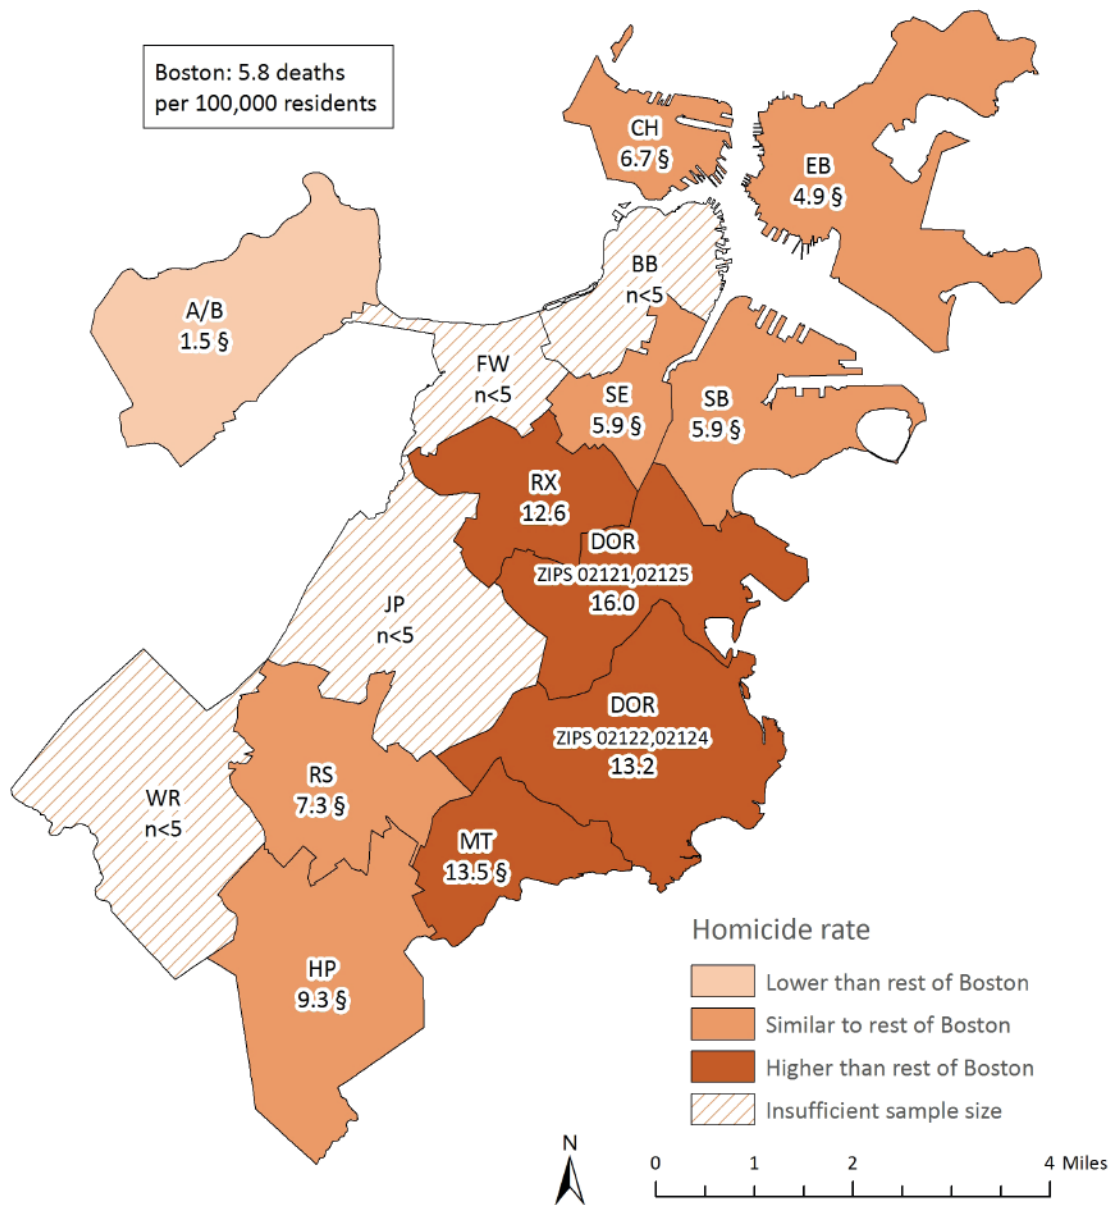 Boston: 5.8 deaths
per 100,000 residents
CH
6.7 §
EB
4.9 §
BB
n<5
A/B
1.5 §
FW
n<5
SE
5.9 §
SB
5.9 §
RX
12.6
DOR
ZIPS 02121,02125
16.0
JP
n<5
DOR
ZIPS 02122,02124
13.2
RS
7.3 §
WR
n<5
MT
13.5 §
HP
9.3 §
Homicide rate
Lower than rest of Boston
Similar to rest of Boston
Higher than rest of Boston
Insufficient sample size
N
0 1 2 4 Miles